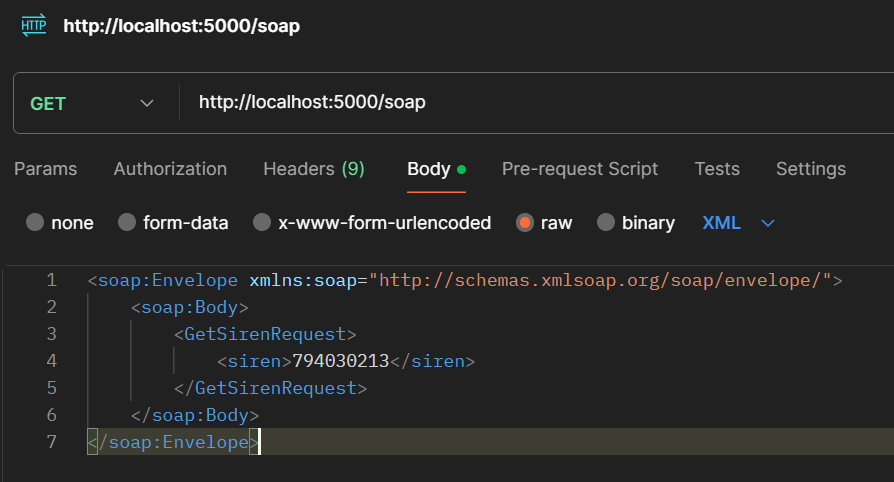 HTTP http://localhost:5000/soap
GET http://localhost:5000/soap
Params Authorization Headers (9) Body Pre-request Script Tests Settings
none form-data x-www-form-urlencoded raw binary XML
1 <soap:Envelope xmlns:soap="http://schemas.xmlsoap.org/soap/envelope/">
2 <soap:Body>
3 <GetSirenRequest>
4 <siren>794030213</siren>
5 </GetSirenRequest>
6 </soap:Body>
7 </soap:Envelope>